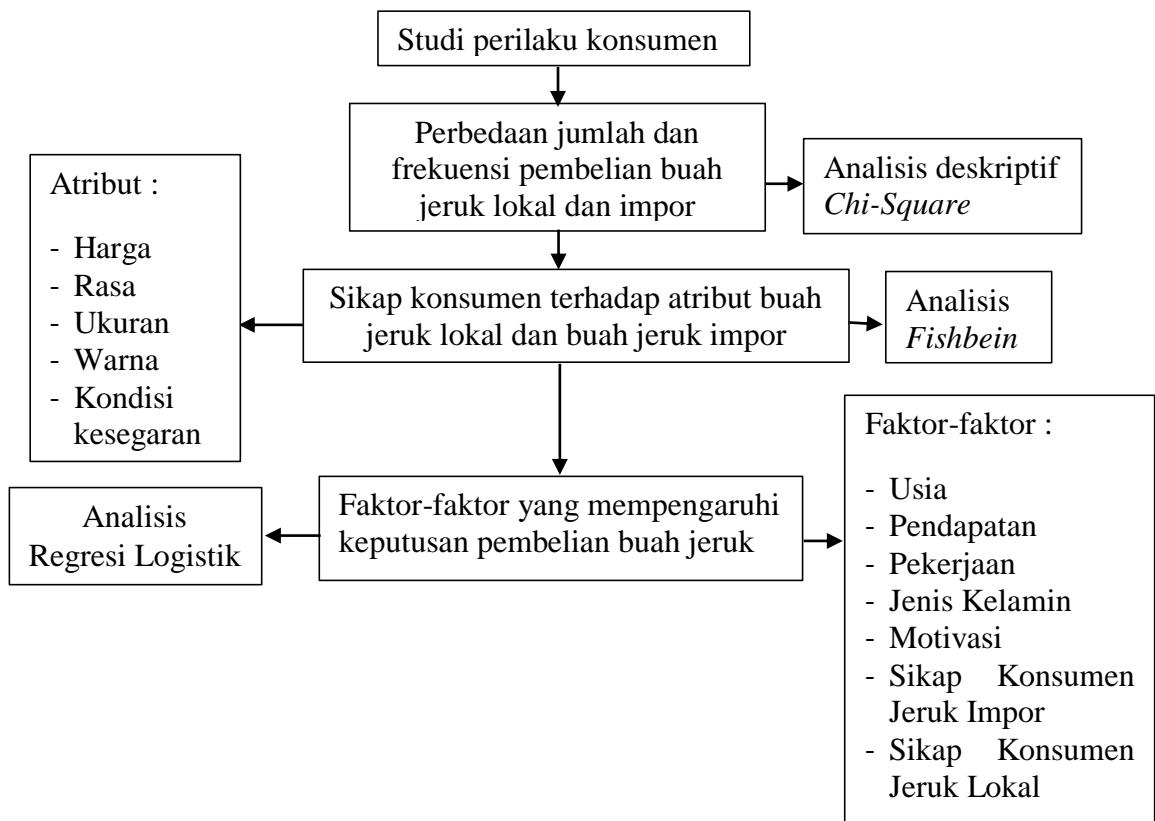 Studi perilaku konsumen
Perbedaan jumlah dan
frekuensi pembelian buah
jeruk lokal dan impor
Analisis deskriptif
Chi-Square
Atribut :
- Harga
- Rasa
- Ukuran
- Warna
- Kondisi
kesegaran
Sikap konsumen terhadap atribut buah
jeruk lokal dan buah jeruk impor
Analisis
Fishbein
Faktor-faktor yang mempengaruhi
keputusan pembelian buah jeruk
Analisis
Regresi Logistik
Faktor-faktor :
- Usia
- Pendapatan
- Pekerjaan
- Jenis Kelamin
- Motivasi
- Sikap Konsumen
Jeruk Impor
- Sikap Konsumen
Jeruk Lokal